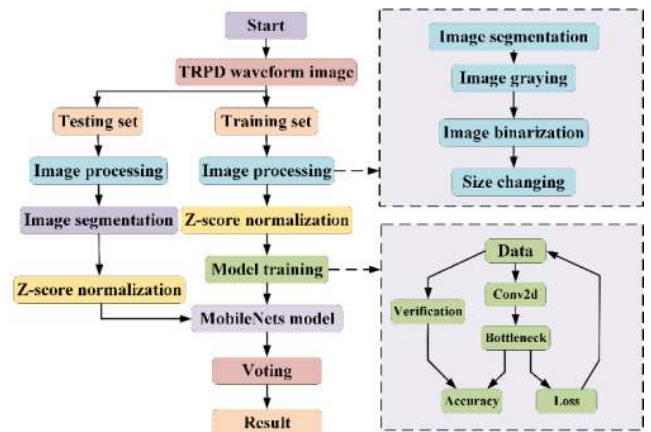 Start
TRPD waveform image
Testing set
Training set
Image processing
Image processing
Image segmentation
Z-score normalization
Z-score normalization
Model training
MobileNets model
Voting
Result
Image segmentation
Image graying
Image binarization
Size changing
Data
Conv2d
Verification
Bottleneck
Accuracy
Loss